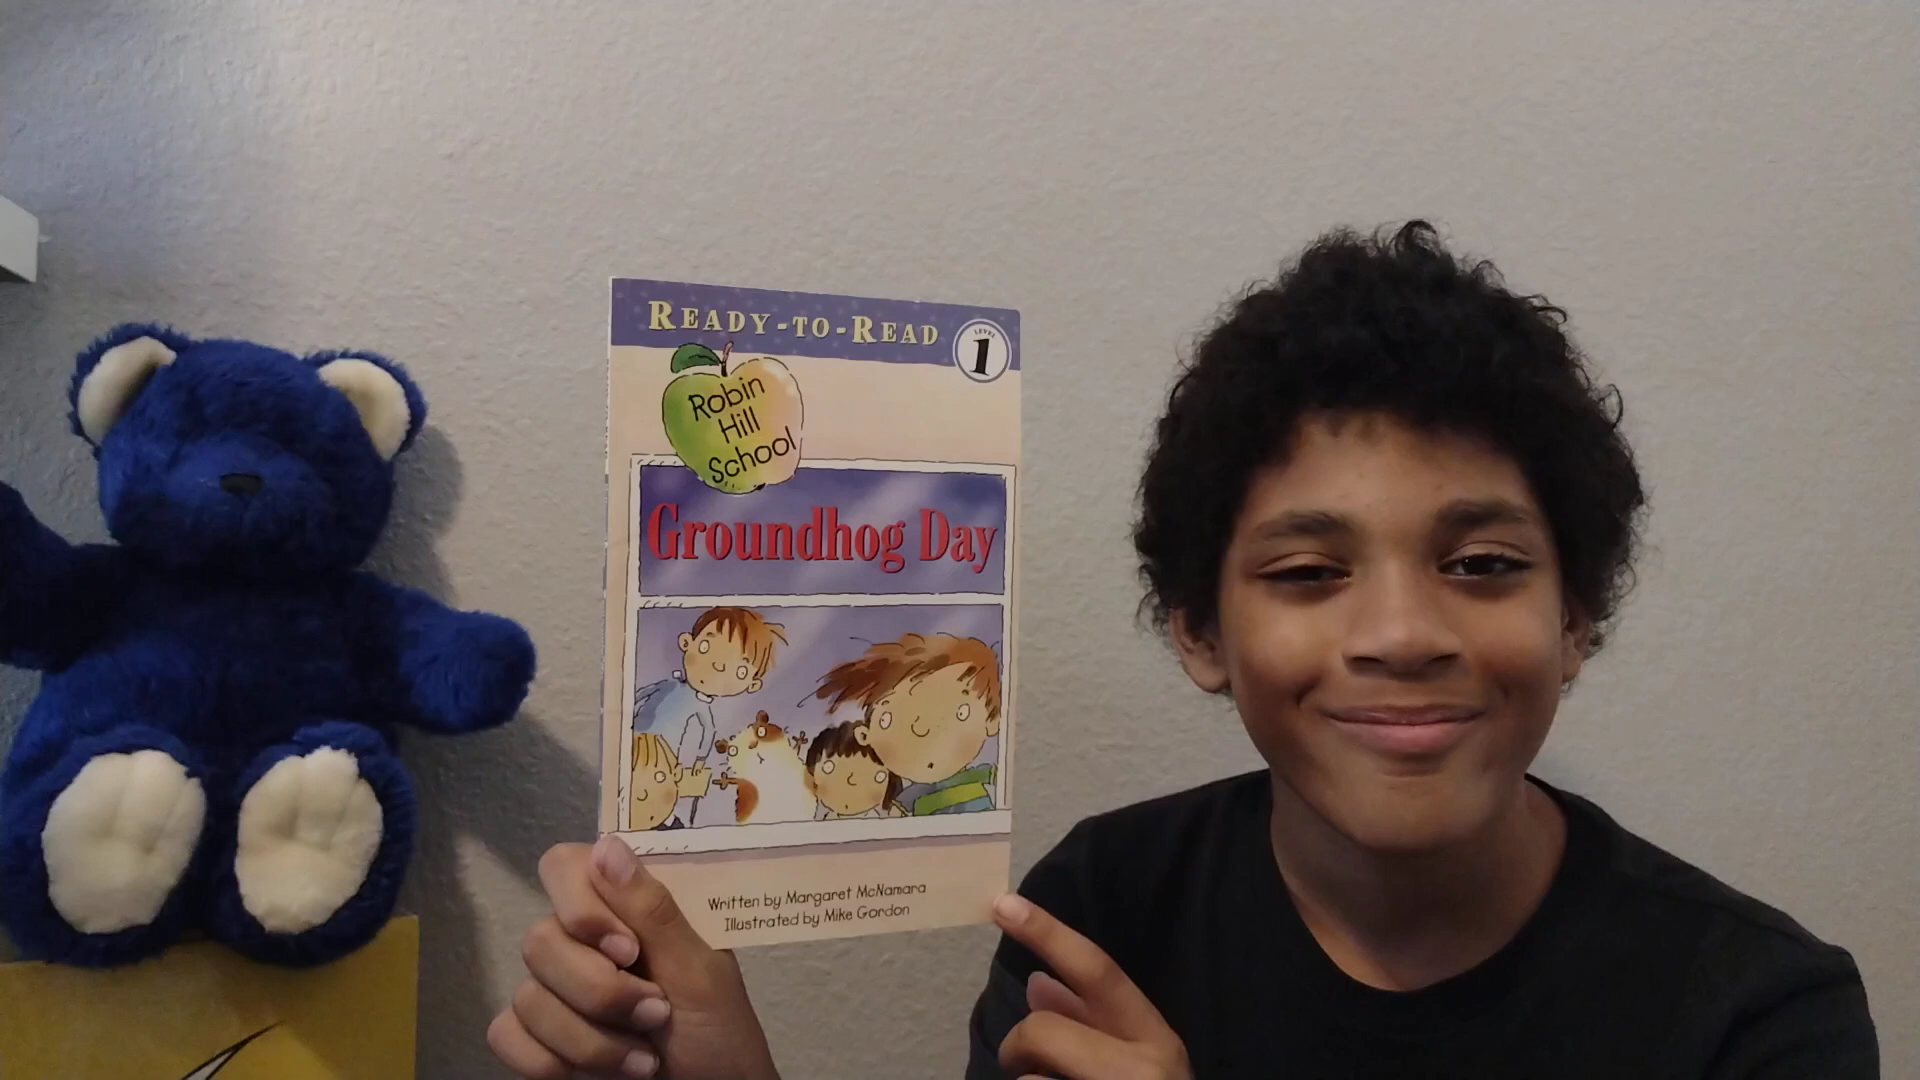 READY-TO-READ
LEVEL
1
Robin
Hill
School
Groundhog Day
Written by Margaret McNamara
Illustrated by Mike Gordon